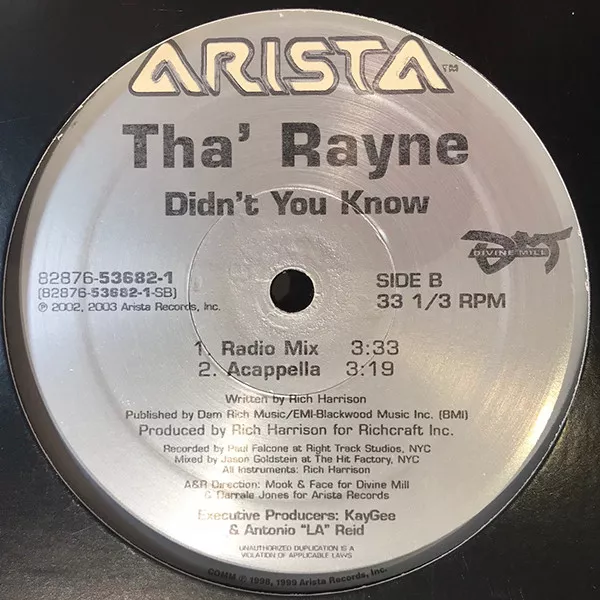 ARISTA™
Tha' Rayne
Didn't You Know
DIVINE MILL
82876-53682-1
(82876-53682-1-SB)
℗ 2002, 2003 Arista Records, Inc.
SIDE B
33 1/3 RPM
1. Radio Mix 3:33
2. Acappella 3:19
Written by Rich Harrison
Published by Dam Rich Music/EMI-Blackwood Music Inc. (BMI)
Produced by Rich Harrison for Richcraft Inc.
Recorded by Paul Falcone at Right Track Studios, NYC
Mixed by Jason Goldstein at The Hit Factory, NYC
All Instruments: Rich Harrison
A&R Direction: Mook & Face for Divine Mill
& Darrale Jones for Arista Records
Executive Producers: KayGee
& Antonio "LA" Reid
UNAUTHORIZED DUPLICATION IS A
VIOLATION OF APPLICABLE LAWS
COMM © 1998, 1999 Arista Records, Inc.